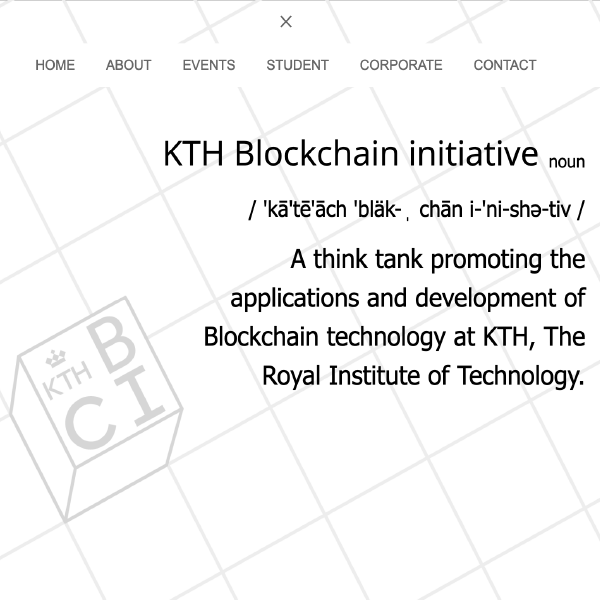 ×
HOME ABOUT EVENTS STUDENT CORPORATE CONTACT
KTH Blockchain initiative noun
/ 'kā'tē'āch 'bläk-ˌ chān i-'ni-shə-tiv /
A think tank promoting the
applications and development of
Blockchain technology at KTH, The
Royal Institute of Technology.
KTH B
CI